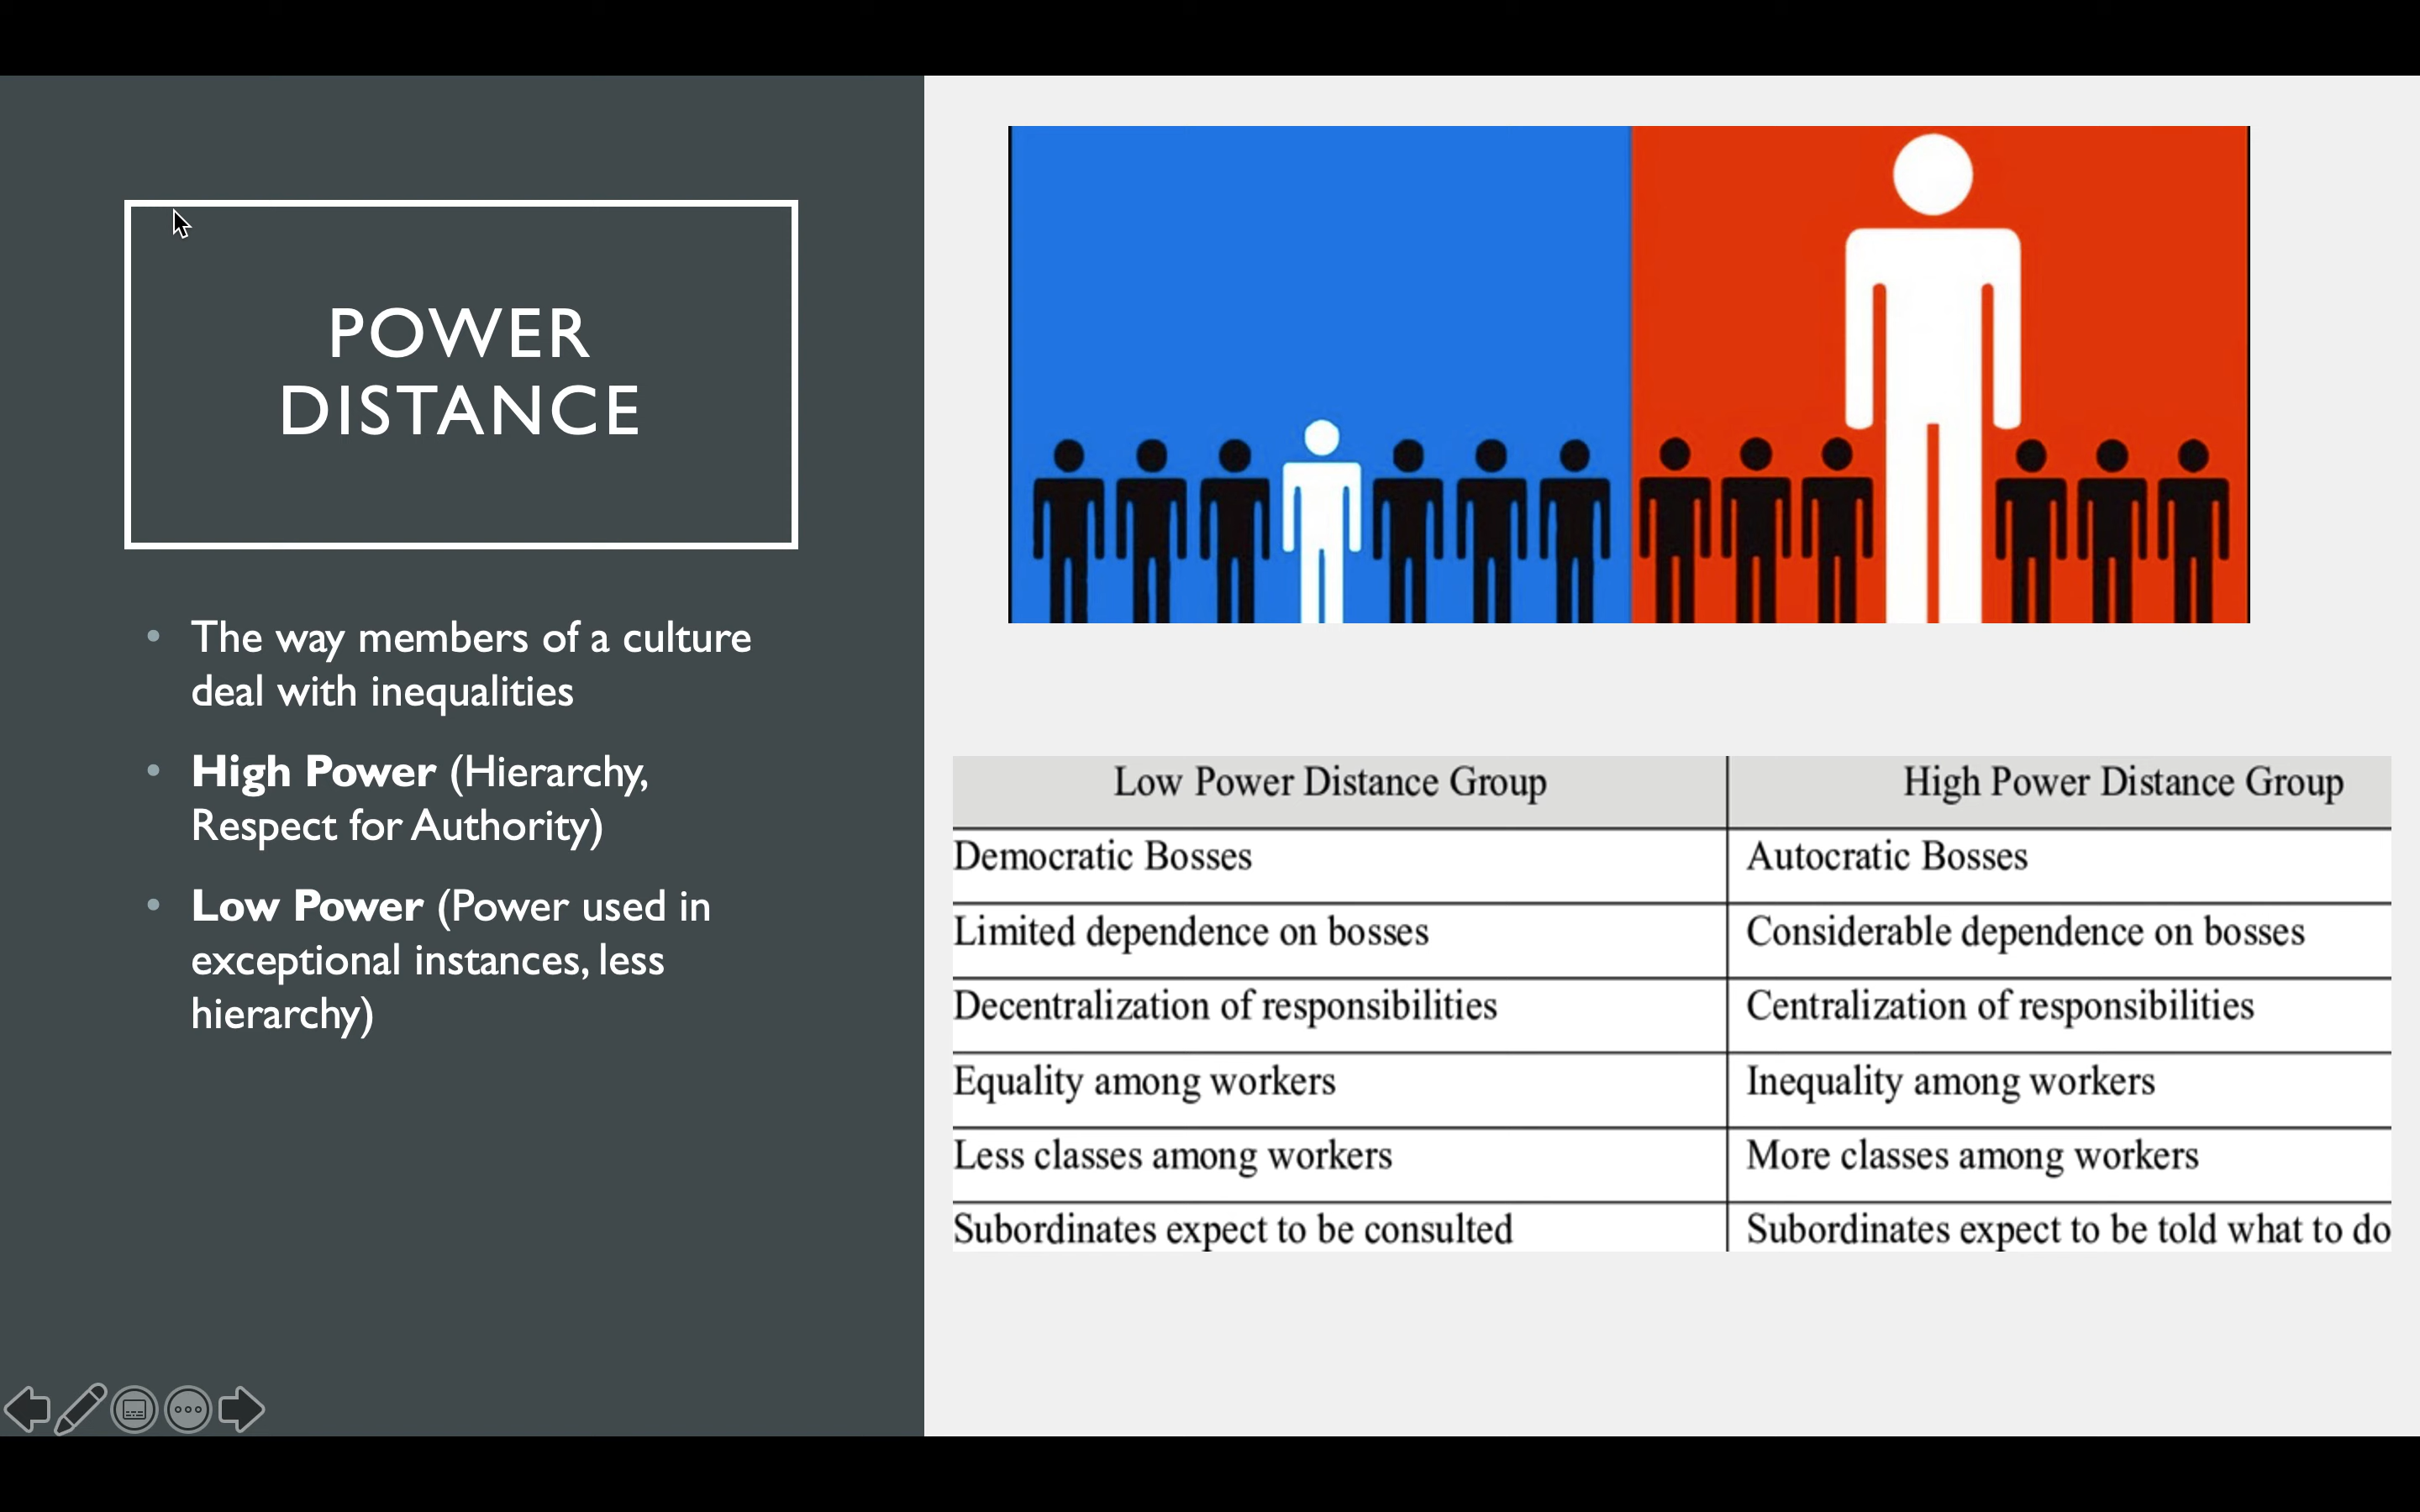 POWER
DISTANCE
• The way members of a culture
deal with inequalities
• High Power (Hierarchy,
Respect for Authority)
• Low Power (Power used in
exceptional instances, less
hierarchy)
Low Power Distance Group High Power Distance Group
Democratic Bosses Autocratic Bosses
Limited dependence on bosses Considerable dependence on bosses
Decentralization of responsibilities Centralization of responsibilities
Equality among workers Inequality among workers
Less classes among workers More classes among workers
Subordinates expect to be consulted Subordinates expect to be told what to do